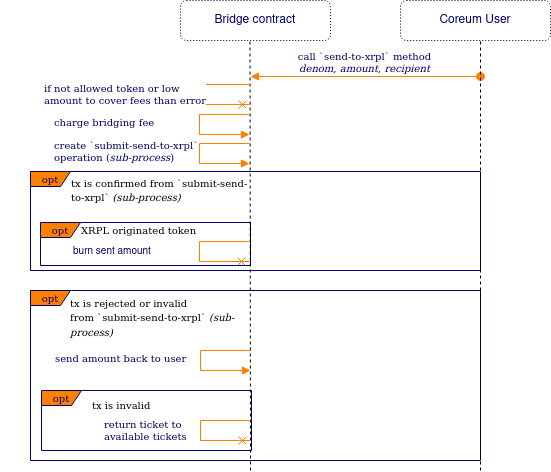 Bridge contract
Coreum User
call `send-to-xrpl` method
denom, amount, recipient
if not allowed token or low
amount to cover fees than error
charge bridging fee
create `submit-send-to-xrpl`
operation (sub-process)
opt
tx is confirmed from `submit-send-
to-xrpl` (sub-process)
opt
XRPL originated token
burn sent amount
opt
tx is rejected or invalid
from `submit-send-to-xrpl` (sub-
process)
send amount back to user
opt
tx is invalid
return ticket to
available tickets